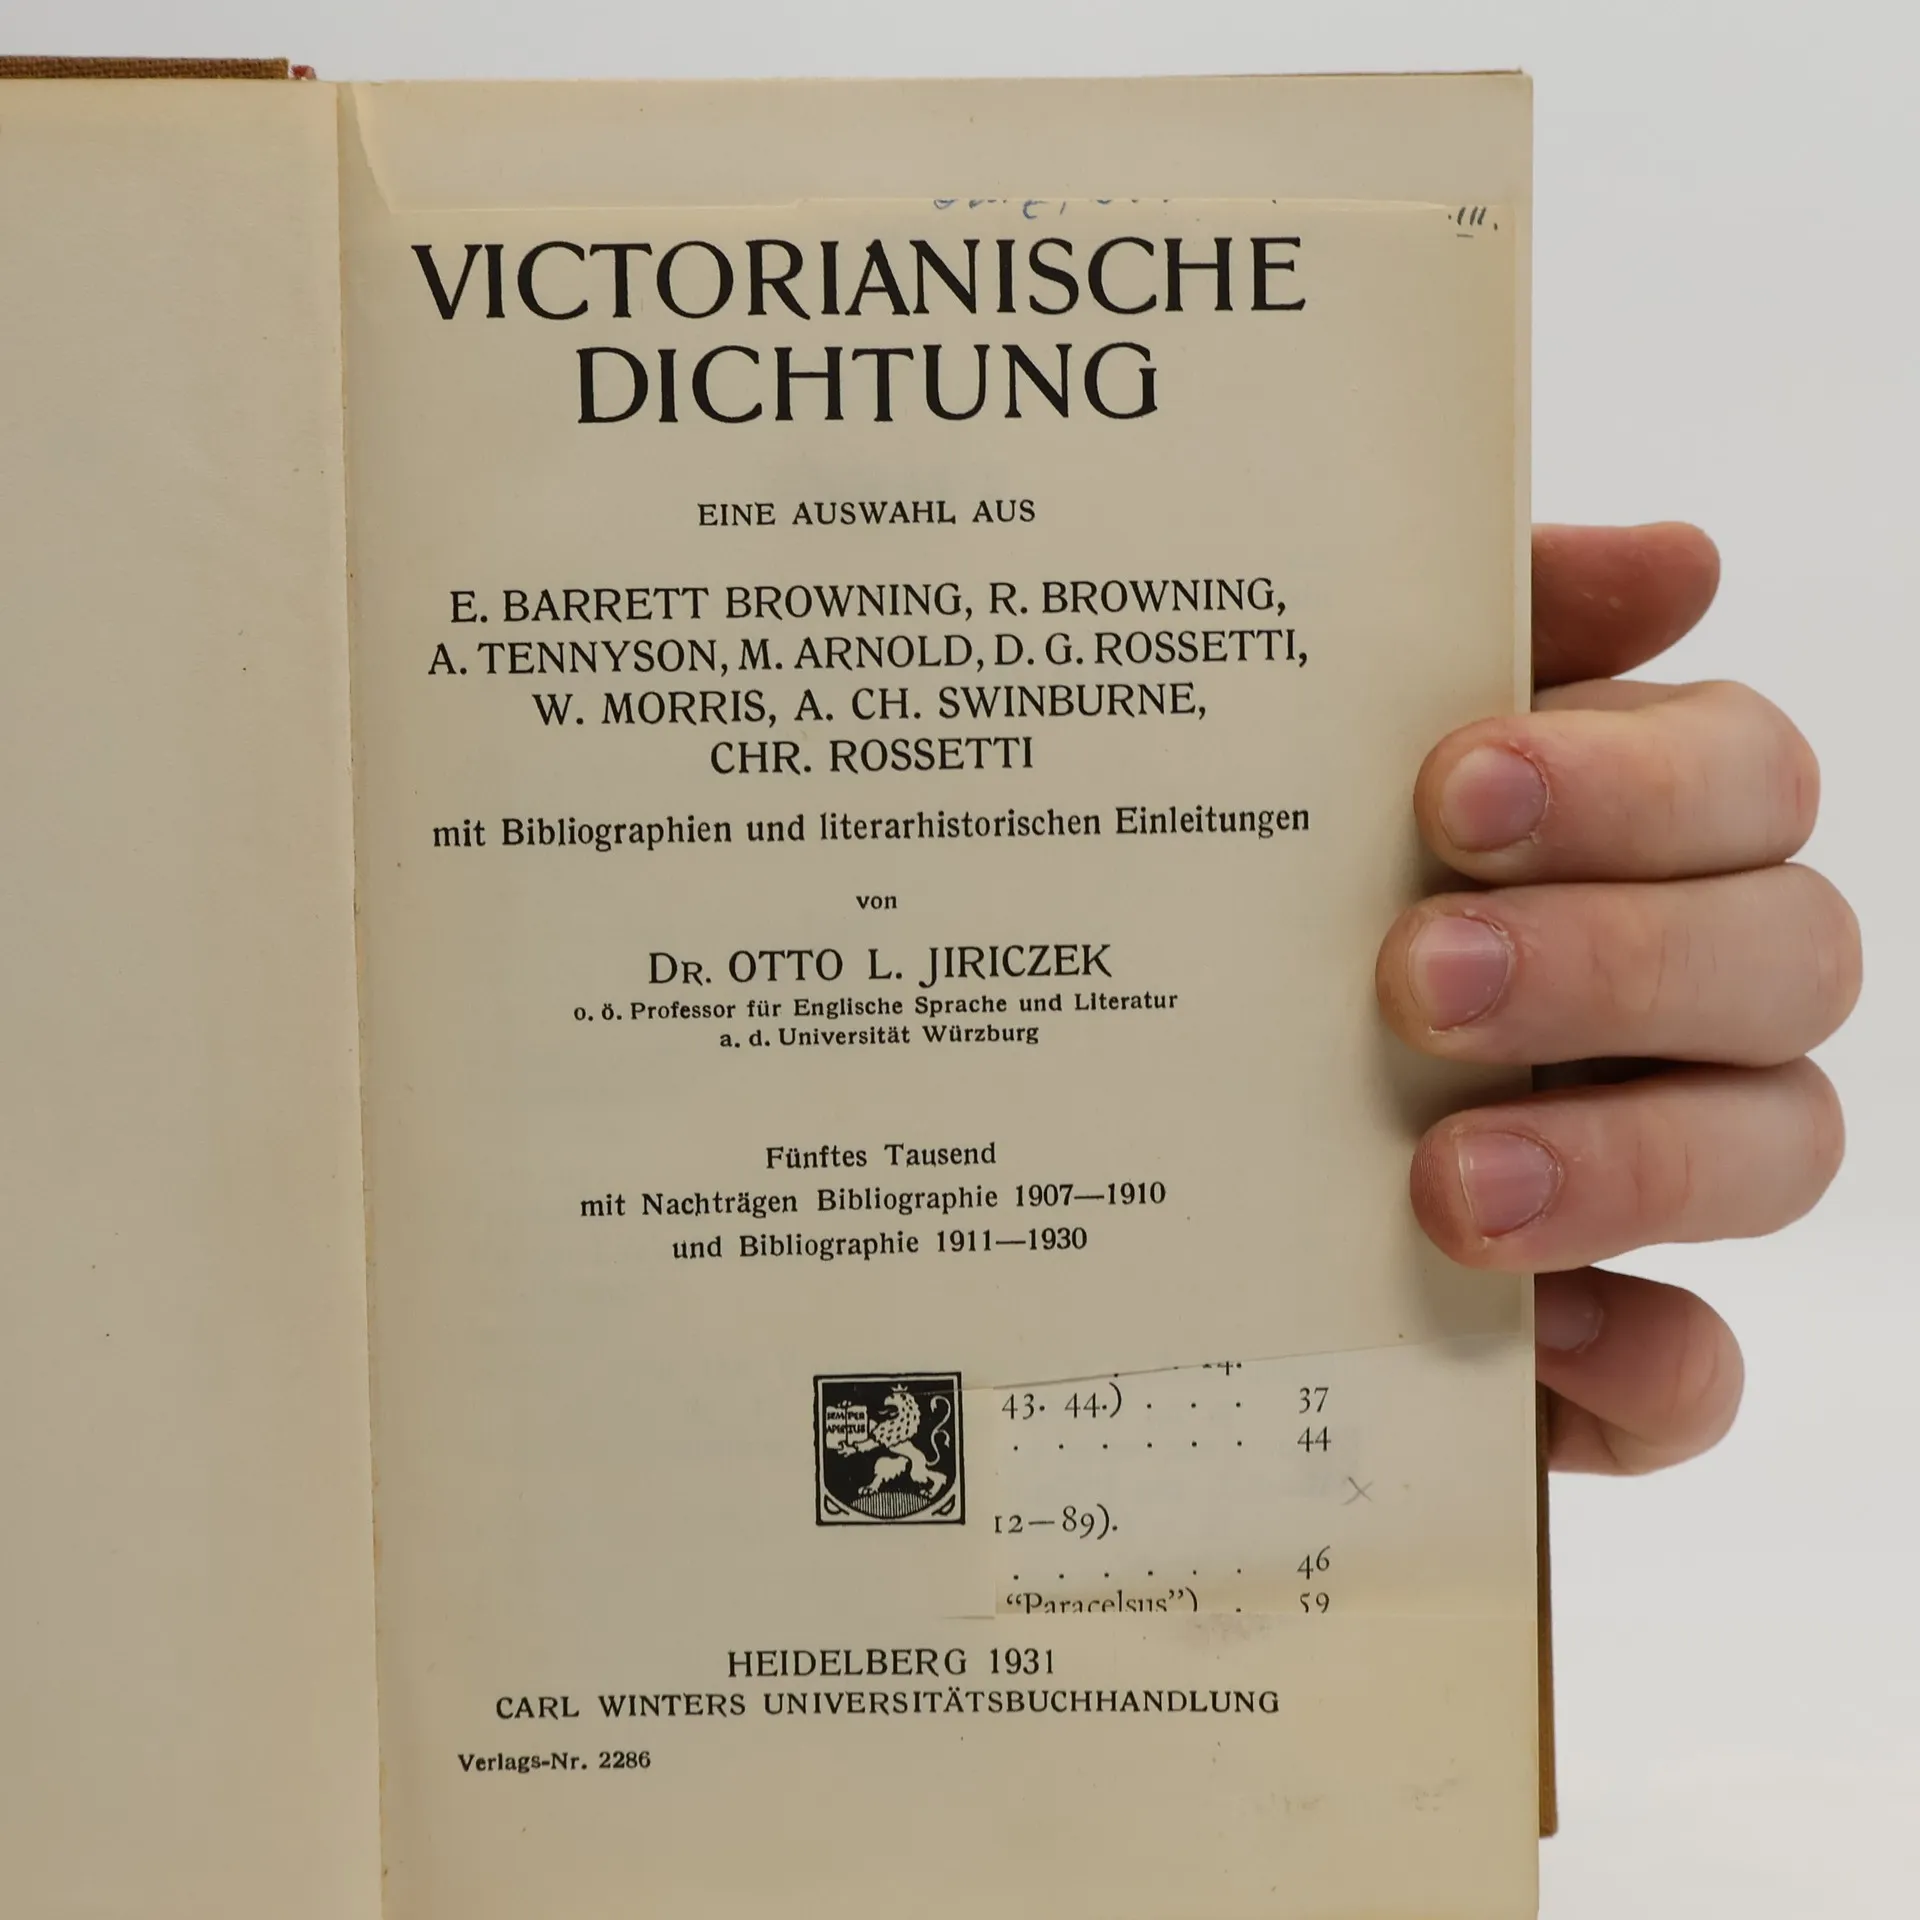 III.
VICTORIANISCHE
DICHTUNG
EINE AUSWAHL AUS
E. BARRETT BROWNING, R. BROWNING,
A. TENNYSON, M. ARNOLD, D. G. ROSSETTI,
W. MORRIS, A. CH. SWINBURNE,
CHR. ROSSETTI
mit Bibliographien und literarhistorischen Einleitungen
von
DR. OTTO L. JIRICZEK
o. ö. Professor für Englische Sprache und Literatur
a. d. Universität Würzburg
Fünftes Tausend
mit Nachträgen Bibliographie 1907—1910
und Bibliographie 1911—1930
SEMPER
APERTUS
43. 44.) . . . 37
. . . . . . 44
12—89).
. . . . . . 46
“Paracelsus”) . 59
HEIDELBERG 1931
CARL WINTERS UNIVERSITÄTSBUCHHANDLUNG
Verlags-Nr. 2286